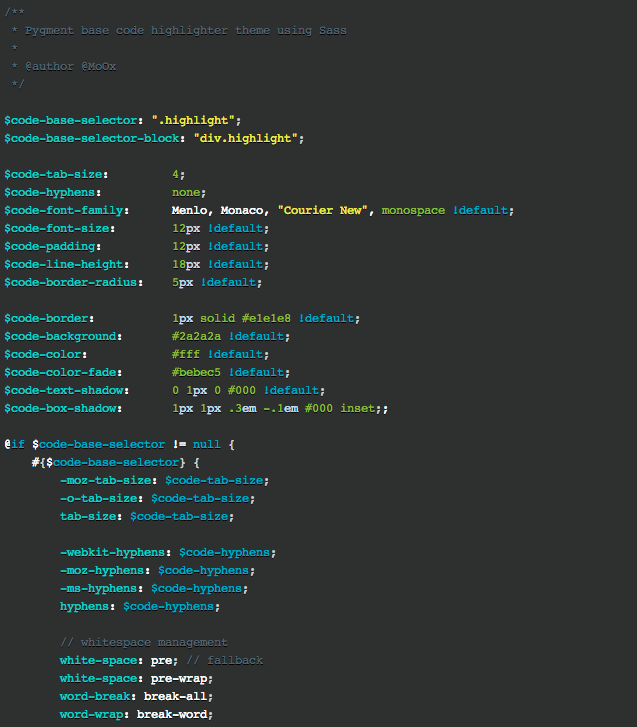 /**
 * Pygment base code highlighter theme using Sass
 *
 * @author @MoOx
 */

$code-base-selector: ".highlight";
$code-base-selector-block: "div.highlight";

$code-tab-size:         4;
$code-hyphens:          none;
$code-font-family:      Menlo, Monaco, "Courier New", monospace !default;
$code-font-size:        12px !default;
$code-padding:          12px !default;
$code-line-height:      18px !default;
$code-border-radius:    5px !default;

$code-border:           1px solid #e1e1e8 !default;
$code-background:       #2a2a2a !default;
$code-color:            #fff !default;
$code-color-fade:       #bebec5 !default;
$code-text-shadow:      0 1px 0 #000 !default;
$code-box-shadow:       1px 1px .3em -.1em #000 inset;;

@if $code-base-selector != null {
    #{$code-base-selector} {
        -moz-tab-size: $code-tab-size;
        -o-tab-size: $code-tab-size;
        tab-size: $code-tab-size;

        -webkit-hyphens: $code-hyphens;
        -moz-hyphens: $code-hyphens;
        -ms-hyphens: $code-hyphens;
        hyphens: $code-hyphens;

        // whitespace management
        white-space: pre; // fallback
        white-space: pre-wrap;
        word-break: break-all;
        word-wrap: break-word;